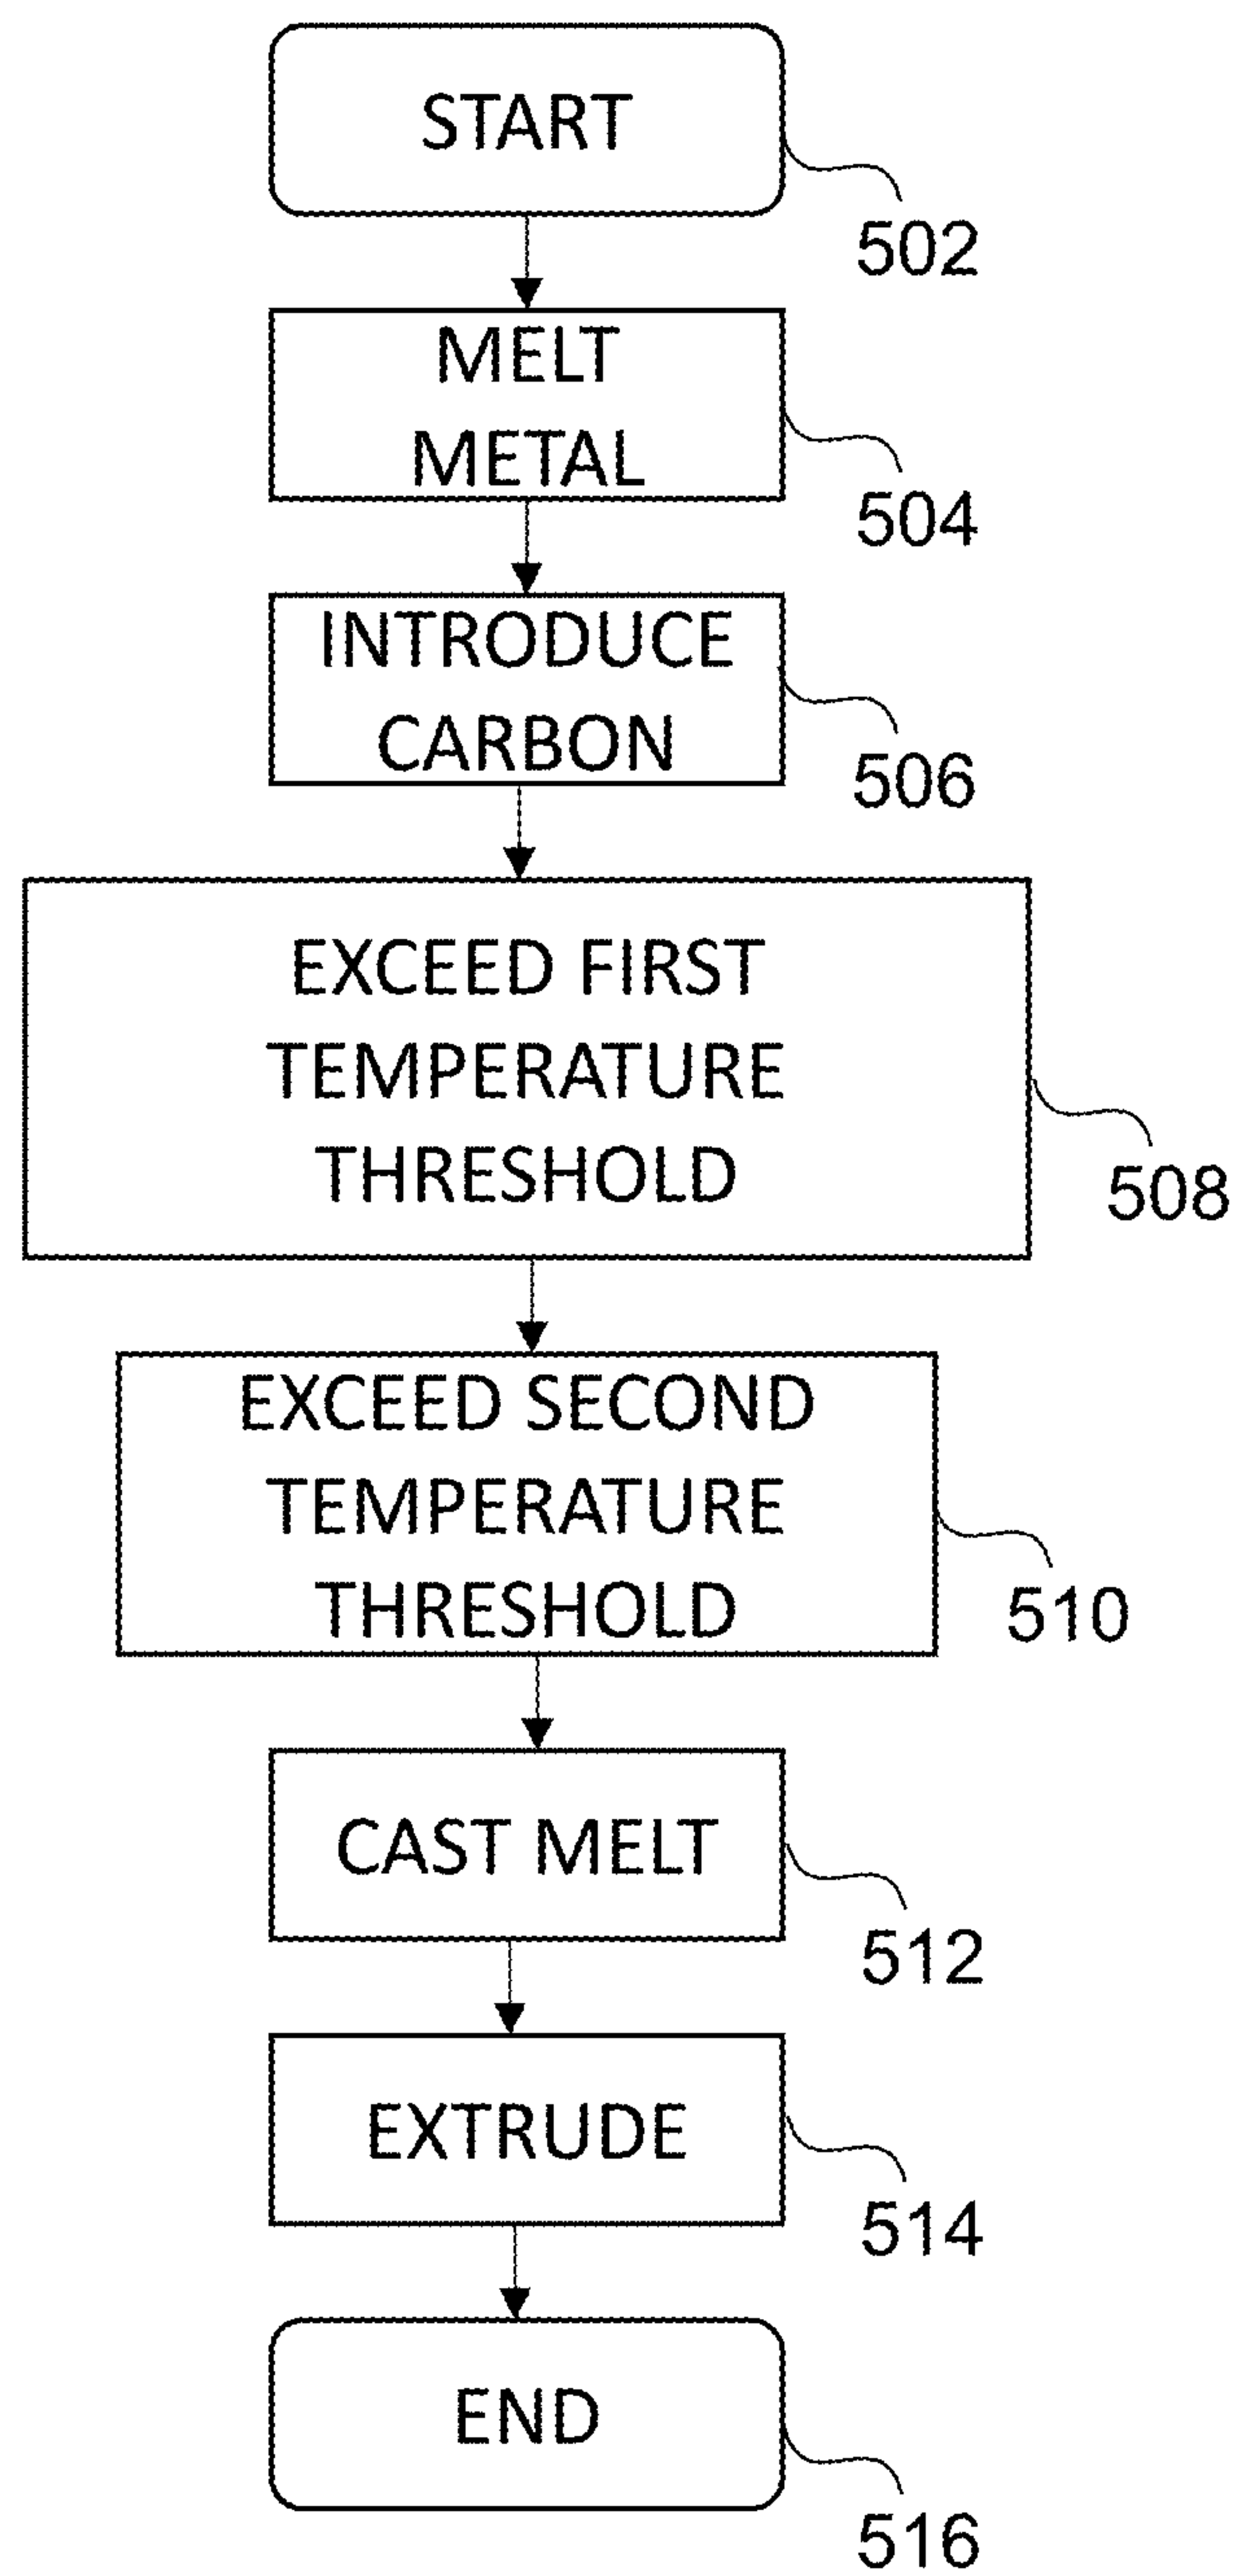 START
502
MELT
METAL
504
INTRODUCE
CARBON
506
EXCEED FIRST
TEMPERATURE
THRESHOLD
508
EXCEED SECOND
TEMPERATURE
THRESHOLD
510
CAST MELT
512
EXTRUDE
514
END
516